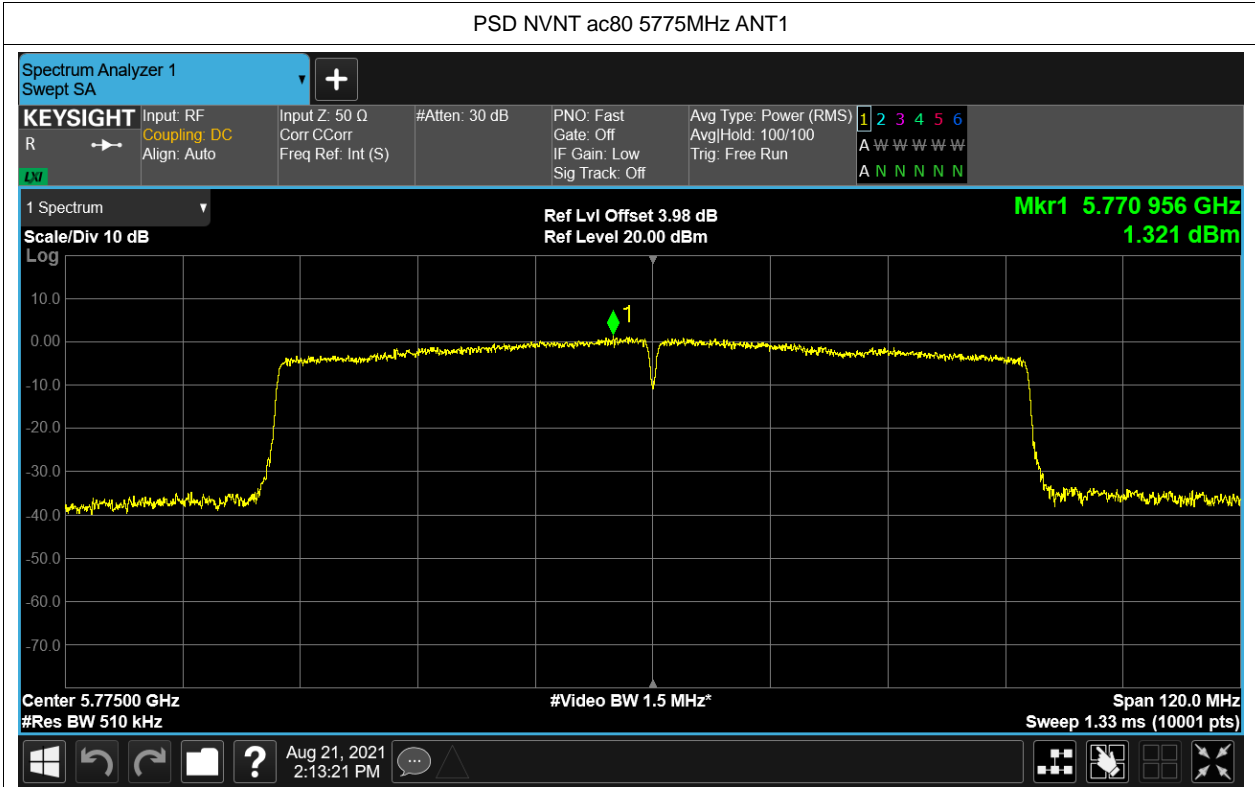 PSD NVNT ac80 5775MHz ANT1
Spectrum Analyzer 1
Swept SA
KEYSIGHT
R
LXI
Input: RF
Coupling: DC
Align: Auto
Input Z: 50 Ω
Corr CCorr
Freq Ref: Int (S)
#Atten: 30 dB
PNO: Fast
Gate: Off
IF Gain: Low
Sig Track: Off
Avg Type: Power (RMS)
Avg|Hold: 100/100
Trig: Free Run
1 2 3 4 5 6
A W W W W W
A N N N N N
1 Spectrum
Scale/Div 10 dB
Log
Ref Lvl Offset 3.98 dB
Ref Level 20.00 dBm
Mkr1 5.770 956 GHz
1.321 dBm
1
10.0
0.00
-10.0
-20.0
-30.0
-40.0
-50.0
-60.0
-70.0
Center 5.77500 GHz
#Res BW 510 kHz
#Video BW 1.5 MHz*
Span 120.0 MHz
Sweep 1.33 ms (10001 pts)
?
Aug 21, 2021
2:13:21 PM